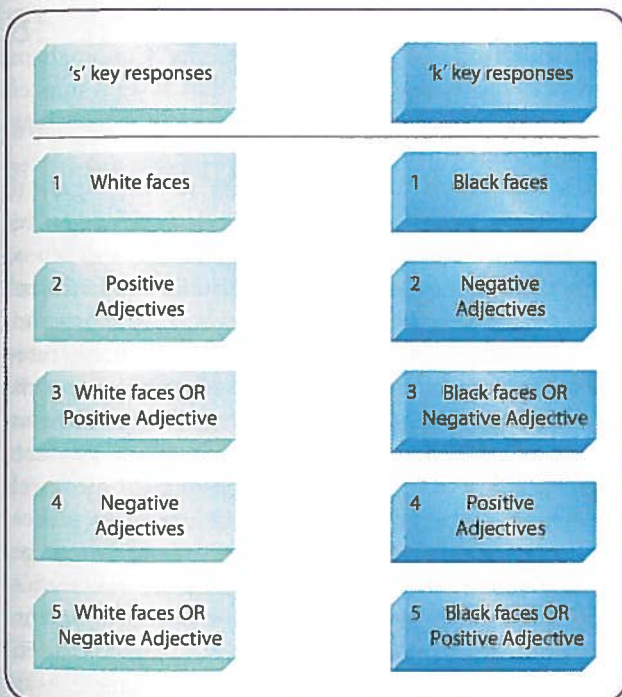 's' key responses
'k' key responses
1 White faces
1 Black faces
2 Positive
Adjectives
2 Negative
Adjectives
3 White faces OR
Positive Adjective
3 Black faces OR
Negative Adjective
4 Negative
Adjectives
4 Positive
Adjectives
5 White faces OR
Negative Adjective
5 Black faces OR
Positive Adjective